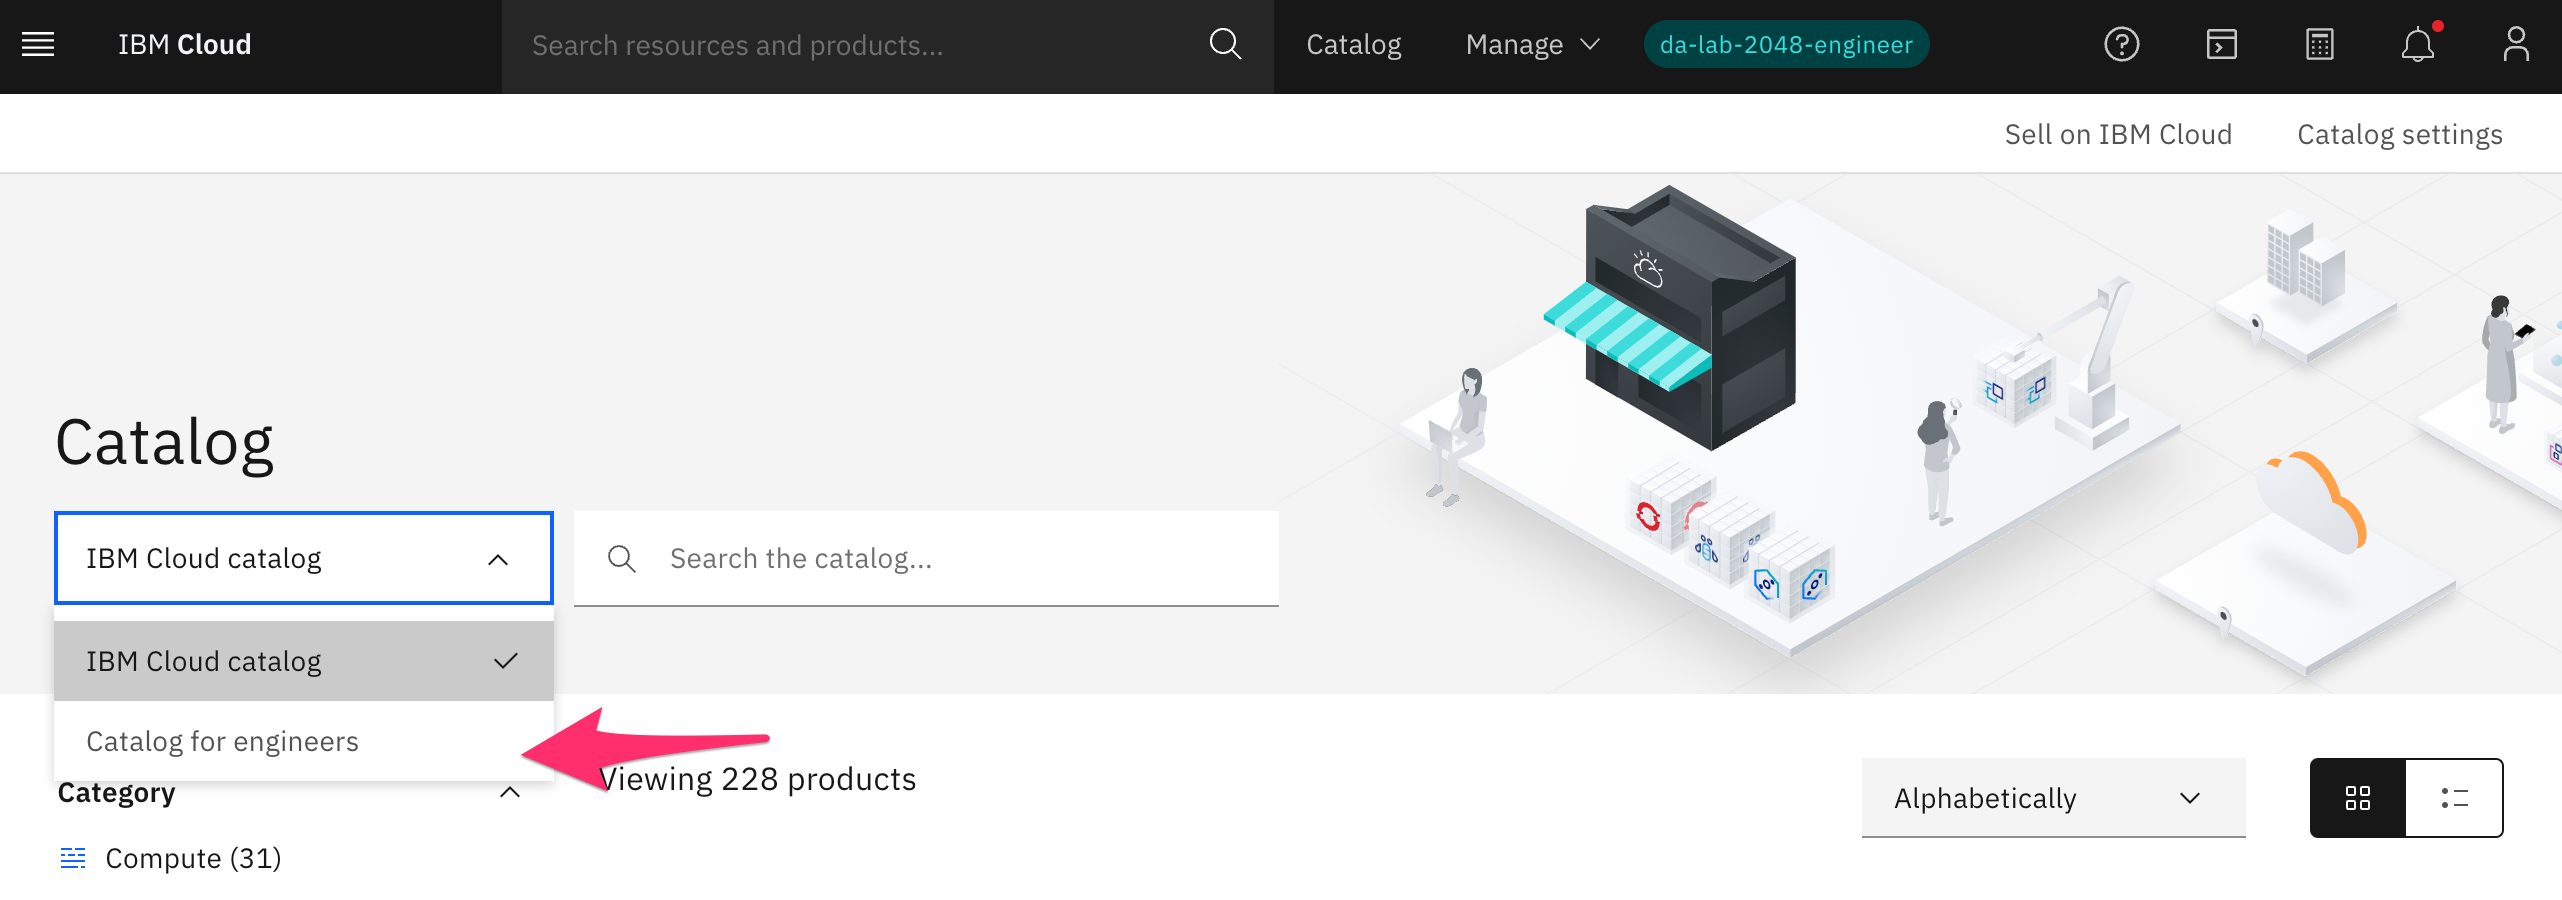 IBM Cloud
Search resources and products...
Catalog
Manage
da-lab-2048-engineer
Sell on IBM Cloud
Catalog settings
Catalog
IBM Cloud catalog
Search the catalog...
IBM Cloud catalog
Catalog for engineers
Category
Viewing 228 products
Alphabetically
Compute (31)